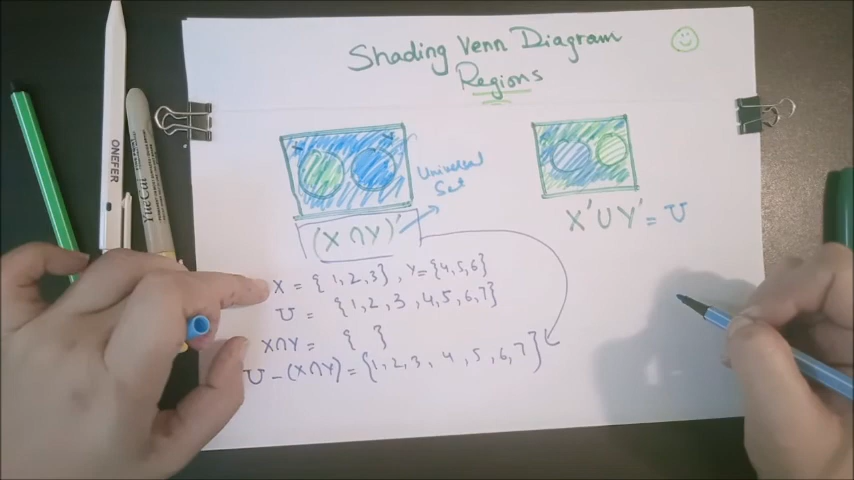 Shading Venn Diagram
Regions
ONEFER
YueCai
Universal
Set
(X ∩ Y)'
X' ∪ Y' = U
X = { 1, 2, 3 } , Y = { 4, 5, 6 }
U = { 1, 2, 3 , 4, 5, 6, 7 }
X ∩ Y = { }
U - (X ∩ Y) = { 1, 2, 3, 4 , 5 , 6, 7 }